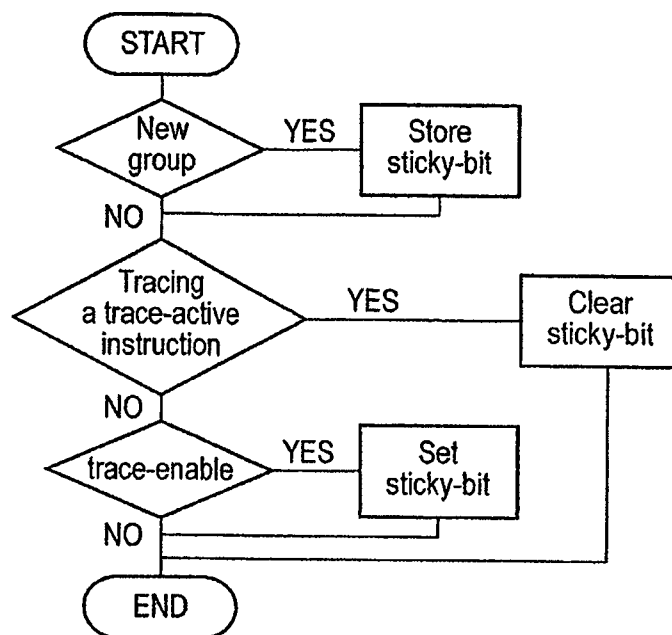 START
New
group
YES
Store
sticky-bit
NO
Tracing
a trace-active
instruction
YES
Clear
sticky-bit
NO
trace-enable
YES
Set
sticky-bit
NO
END